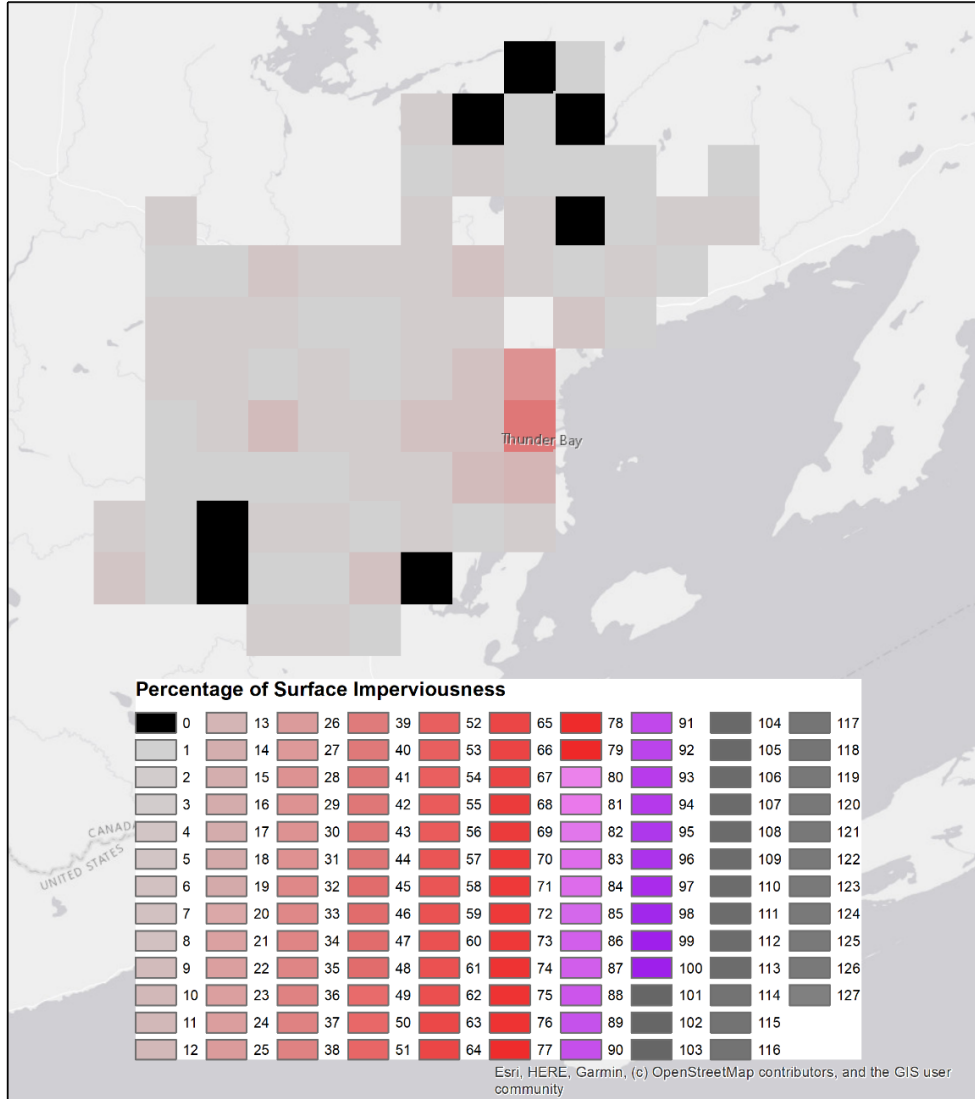 Thunder Bay
CANADA
UNITED STATES
Percentage of Surface Imperviousness
0 13 26 39 52 65 78 91 104 117
1 14 27 40 53 66 79 92 105 118
2 15 28 41 54 67 80 93 106 119
3 16 29 42 55 68 81 94 107 120
4 17 30 43 56 69 82 95 108 121
5 18 31 44 57 70 83 96 109 122
6 19 32 45 58 71 84 97 110 123
7 20 33 46 59 72 85 98 111 124
8 21 34 47 60 73 86 99 112 125
9 22 35 48 61 74 87 100 113 126
10 23 36 49 62 75 88 101 114 127
11 24 37 50 63 76 89 102 115
12 25 38 51 64 77 90 103 116
Esri, HERE, Garmin, (c) OpenStreetMap contributors, and the GIS user
community